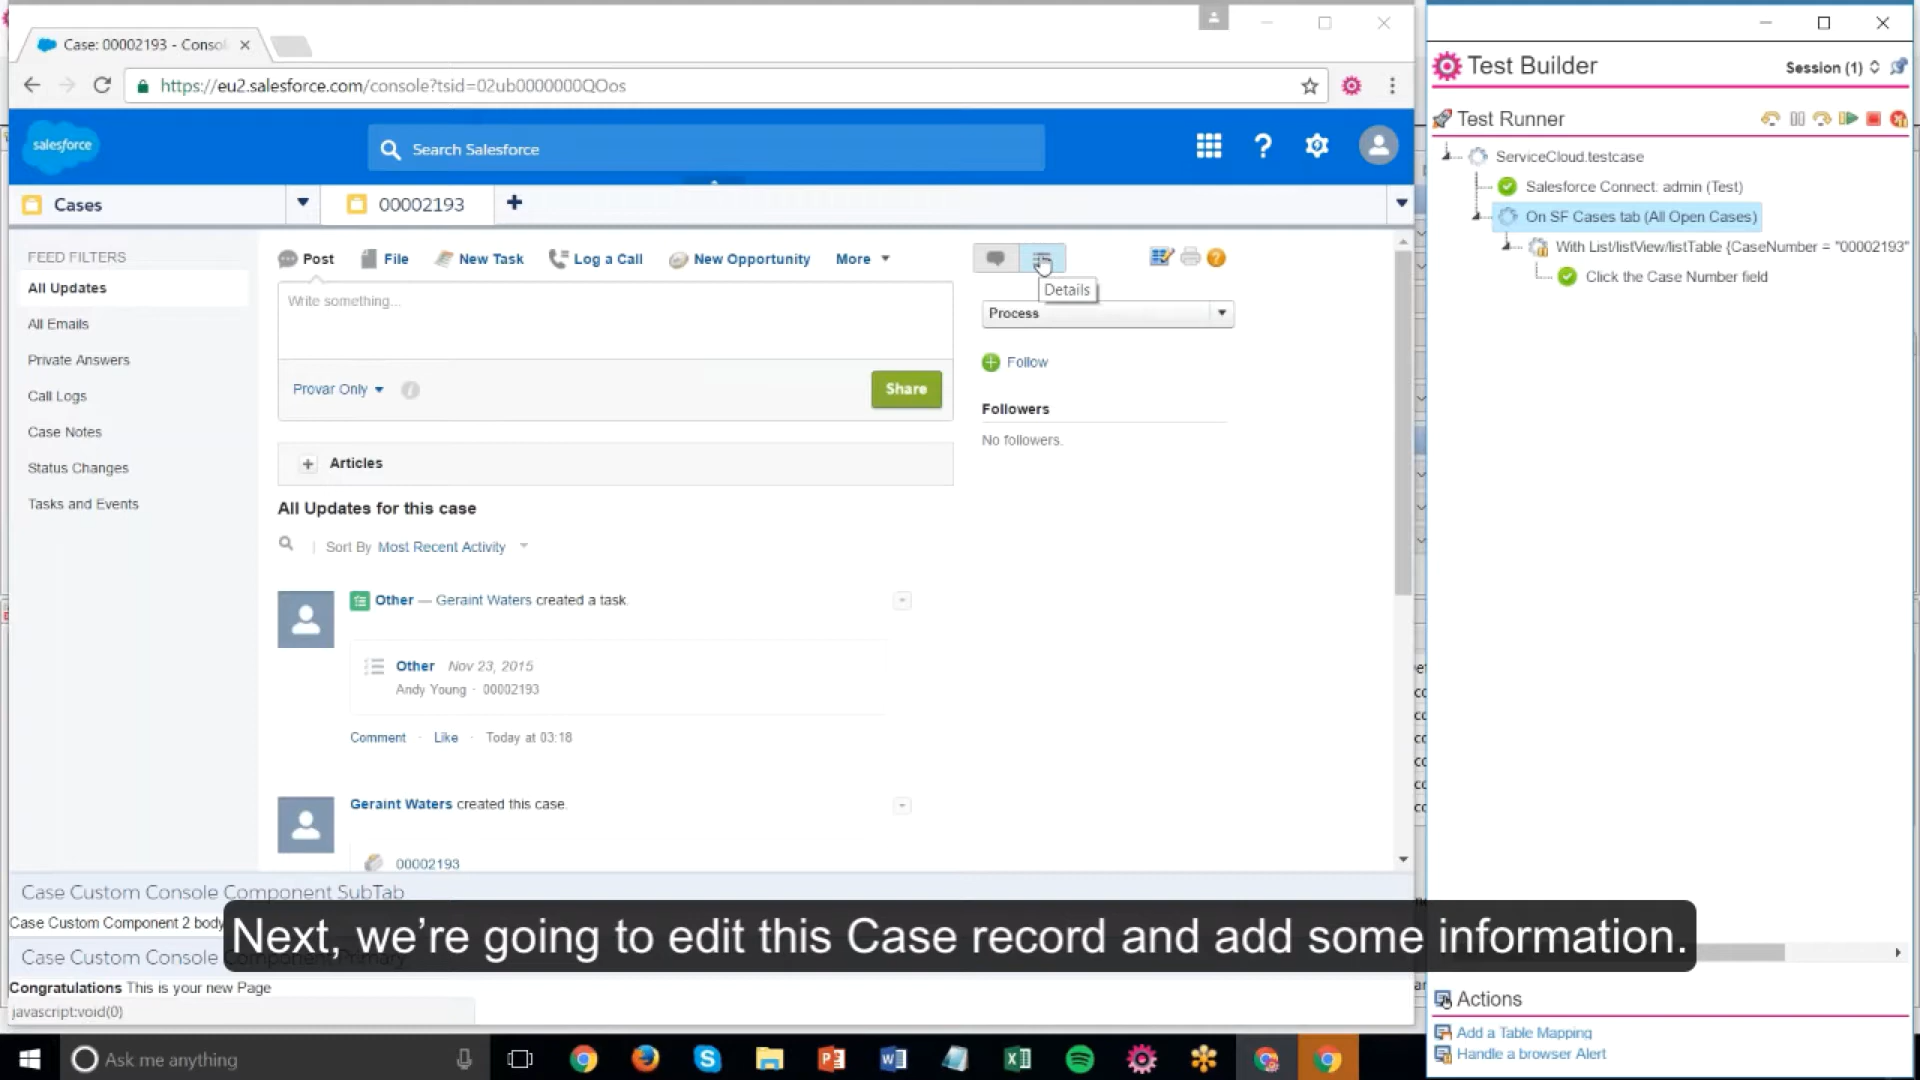 Case: 00002193 - Consol
https://eu2.salesforce.com/console?tsid=02ub0000000QOos
salesforce
Search Salesforce
Cases
00002193
FEED FILTERS
All Updates
All Emails
Private Answers
Call Logs
Case Notes
Status Changes
Tasks and Events
Post
File
New Task
Log a Call
New Opportunity
More
Details
Write something...
Process
Provar Only
Share
Follow
Followers
No followers.
Articles
All Updates for this case
Sort By Most Recent Activity
Other — Geraint Waters created a task.
Other Nov 23, 2015
Andy Young · 00002193
Comment · Like · Today at 03:18
Geraint Waters created this case.
00002193
Case Custom Console Component SubTab
Case Custom Component 2 body
Case Custom Console Component Primary
Next, we’re going to edit this Case record and add some information.
Congratulations This is your new Page
javascript:void(0)
Ask me anything
Test Builder
Session (1)
Test Runner
ServiceCloud.testcase
Salesforce Connect: admin (Test)
On SF Cases tab (All Open Cases)
With List/listView/listTable {CaseNumber = "00002193"
Click the Case Number field
Actions
Add a Table Mapping
Handle a browser Alert